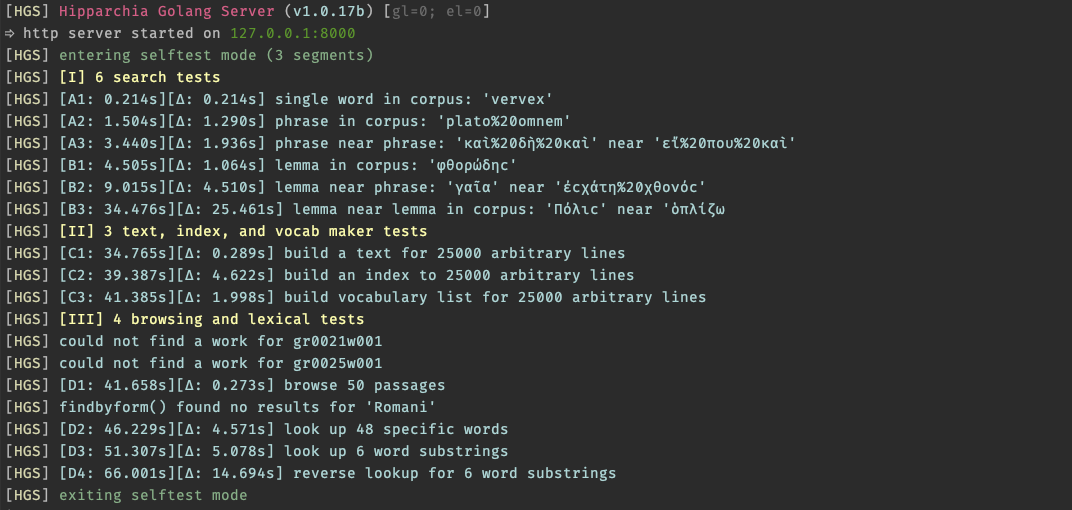 [HGS] Hipparchia Golang Server (v1.0.17b) [gl=0; el=0]
⇨ http server started on 127.0.0.1:8000
[HGS] entering selftest mode (3 segments)
[HGS] [I] 6 search tests
[HGS] [A1: 0.214s][Δ: 0.214s] single word in corpus: 'vervex'
[HGS] [A2: 1.504s][Δ: 1.290s] phrase in corpus: 'plato%20omnem'
[HGS] [A3: 3.440s][Δ: 1.936s] phrase near phrase: 'καὶ%20δὴ%20καὶ' near 'εἴ%20που%20καὶ'
[HGS] [B1: 4.505s][Δ: 1.064s] lemma in corpus: 'φθορώδηϲ'
[HGS] [B2: 9.015s][Δ: 4.510s] lemma near phrase: 'γαῖα' near 'ἐϲχάτη%20χθονόϲ'
[HGS] [B3: 34.476s][Δ: 25.461s] lemma near lemma in corpus: 'Πόλιϲ' near 'ὁπλίζω
[HGS] [II] 3 text, index, and vocab maker tests
[HGS] [C1: 34.765s][Δ: 0.289s] build a text for 25000 arbitrary lines
[HGS] [C2: 39.387s][Δ: 4.622s] build an index to 25000 arbitrary lines
[HGS] [C3: 41.385s][Δ: 1.998s] build vocabulary list for 25000 arbitrary lines
[HGS] [III] 4 browsing and lexical tests
[HGS] could not find a work for gr0021w001
[HGS] could not find a work for gr0025w001
[HGS] [D1: 41.658s][Δ: 0.273s] browse 50 passages
[HGS] findbyform() found no results for 'Romani'
[HGS] [D2: 46.229s][Δ: 4.571s] look up 48 specific words
[HGS] [D3: 51.307s][Δ: 5.078s] look up 6 word substrings
[HGS] [D4: 66.001s][Δ: 14.694s] reverse lookup for 6 word substrings
[HGS] exiting selftest mode